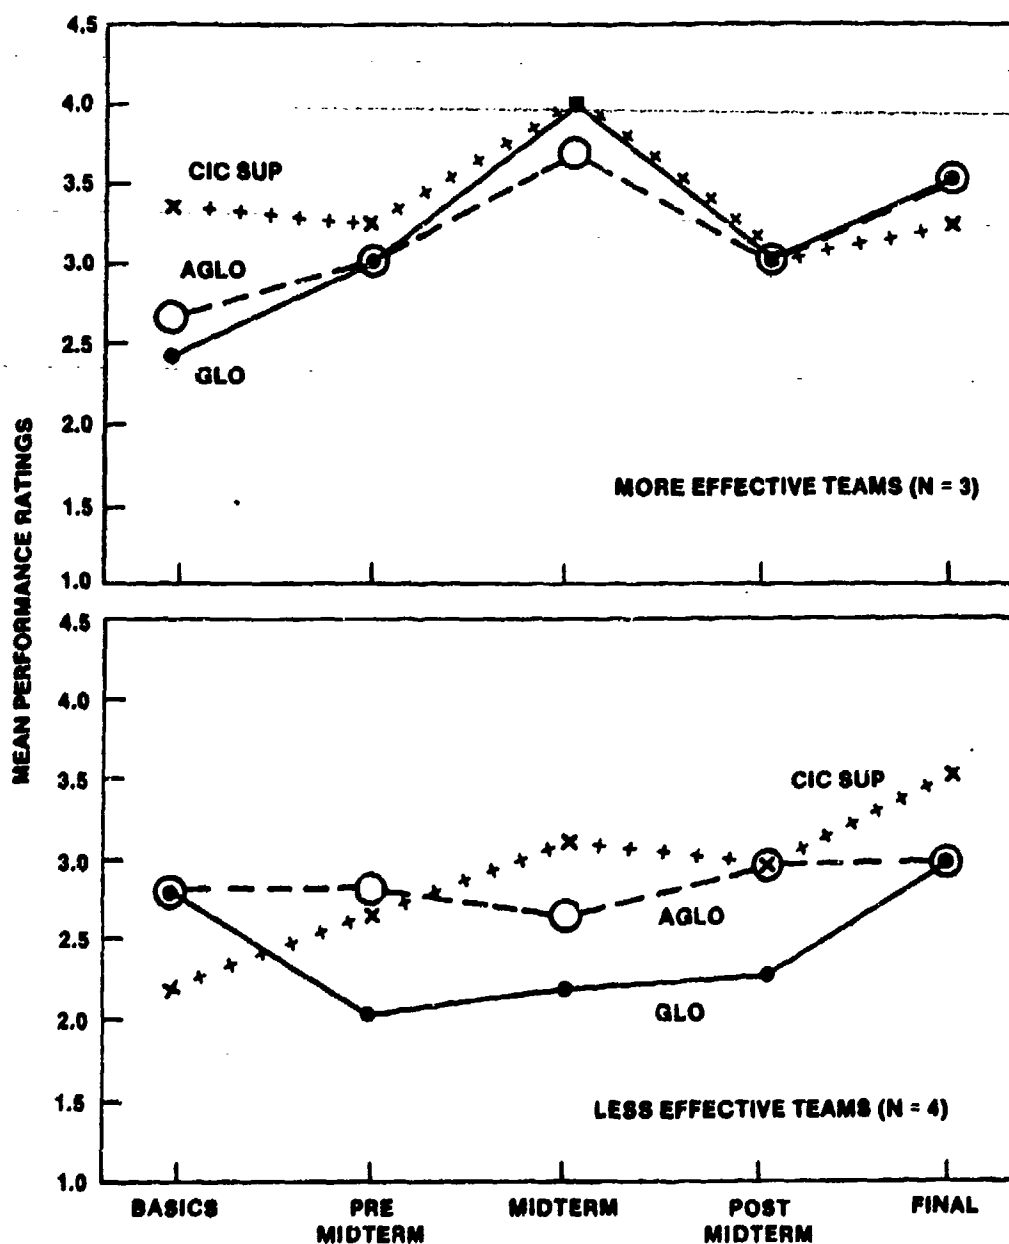 MEAN PERFORMANCE RATINGS
4.5
4.0
3.5
3.0
2.5
2.0
1.5
1.0
CIC SUP
AGLO
GLO
MORE EFFECTIVE TEAMS (N = 3)
4.5
4.0
3.5
3.0
2.5
2.0
1.5
1.0
CIC SUP
AGLO
GLO
LESS EFFECTIVE TEAMS (N = 4)
BASICS
PRE
MIDTERM
MIDTERM
POST
MIDTERM
FINAL